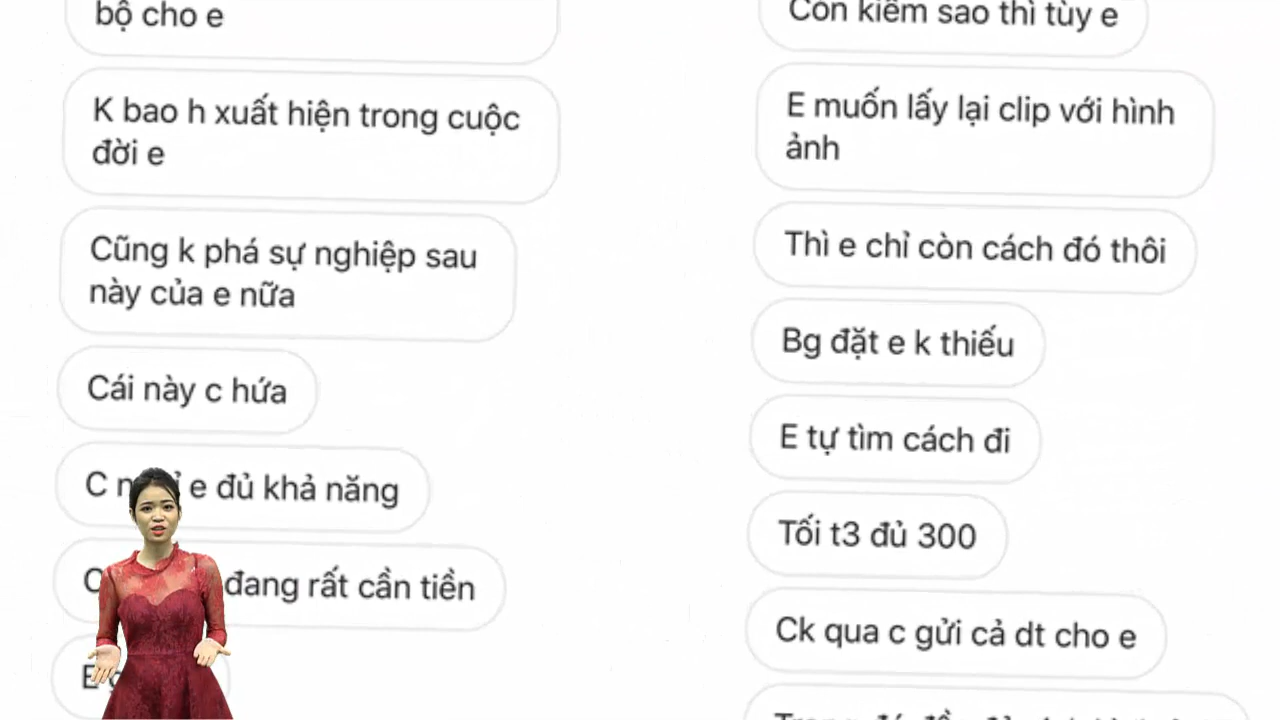 bộ cho e
K bao h xuất hiện trong cuộc
đời e
Cũng k phá sự nghiệp sau
này của e nữa
Cái này c hứa
C e đủ khả năng
đang rất cần tiền
E
Còn kiếm sao thì tùy e
E muốn lấy lại clip với hình
ảnh
Thì e chỉ còn cách đó thôi
Bg đặt e k thiếu
E tự tìm cách đi
Tối t3 đủ 300
Ck qua c gửi cả dt cho e